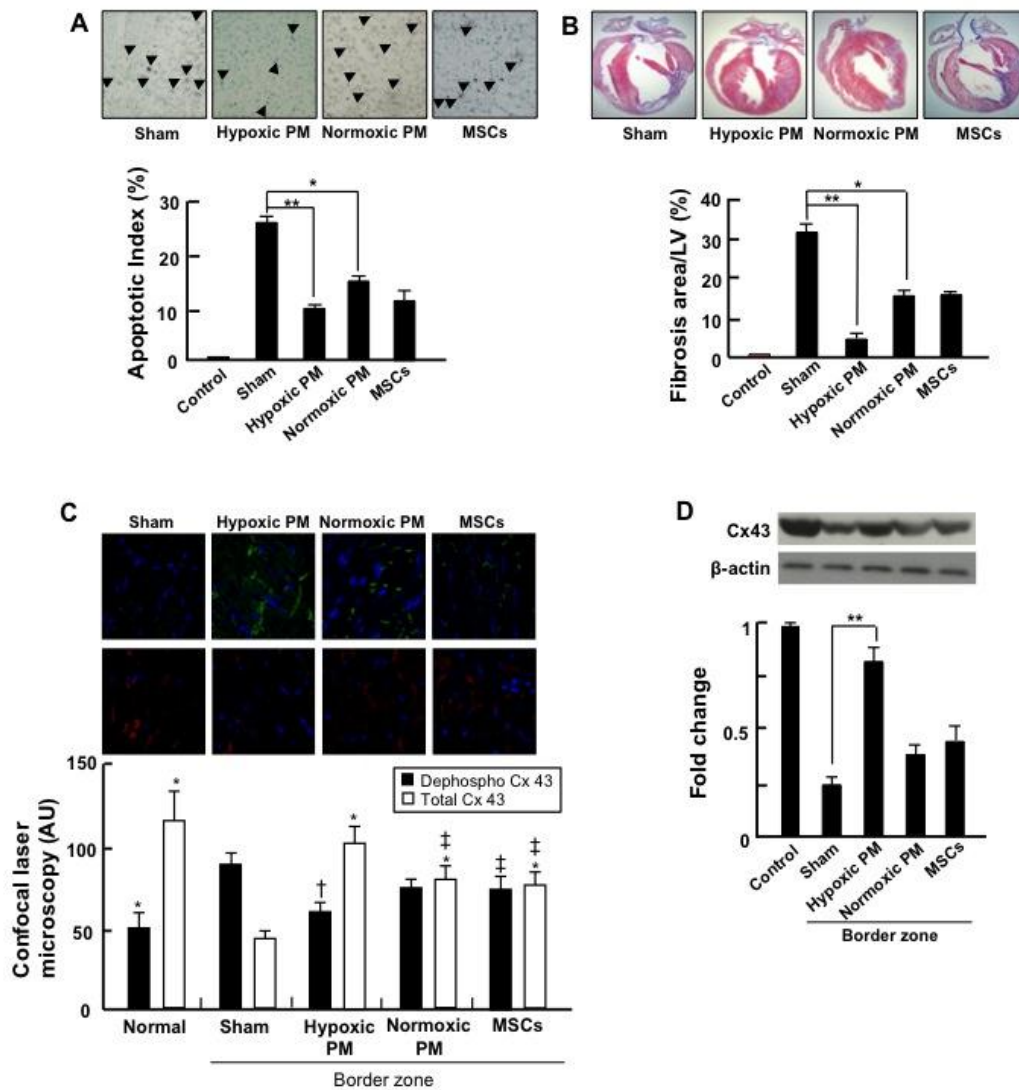 A
Sham Hypoxic PM Normoxic PM MSCs
Apoptotic Index (%)
30
20
10
0
*
**
Control Sham Hypoxic PM Normoxic PM MSCs
B
Sham Hypoxic PM Normoxic PM MSCs
Fibrosis area/LV (%)
40
30
20
10
0
*
**
Control Sham Hypoxic PM Normoxic PM MSCs
C
Sham Hypoxic PM Normoxic PM MSCs
Confocal laser
microscopy (AU)
150
100
50
0
Dephospho Cx 43
Total Cx 43
* * † * ‡ * ‡ ‡ *
Normal Sham Hypoxic
PM Normoxic
PM MSCs
Border zone
D
Cx43
β-actin
Fold change
1
0.5
0
**
Control Sham Hypoxic PM Normoxic PM MSCs
Border zone